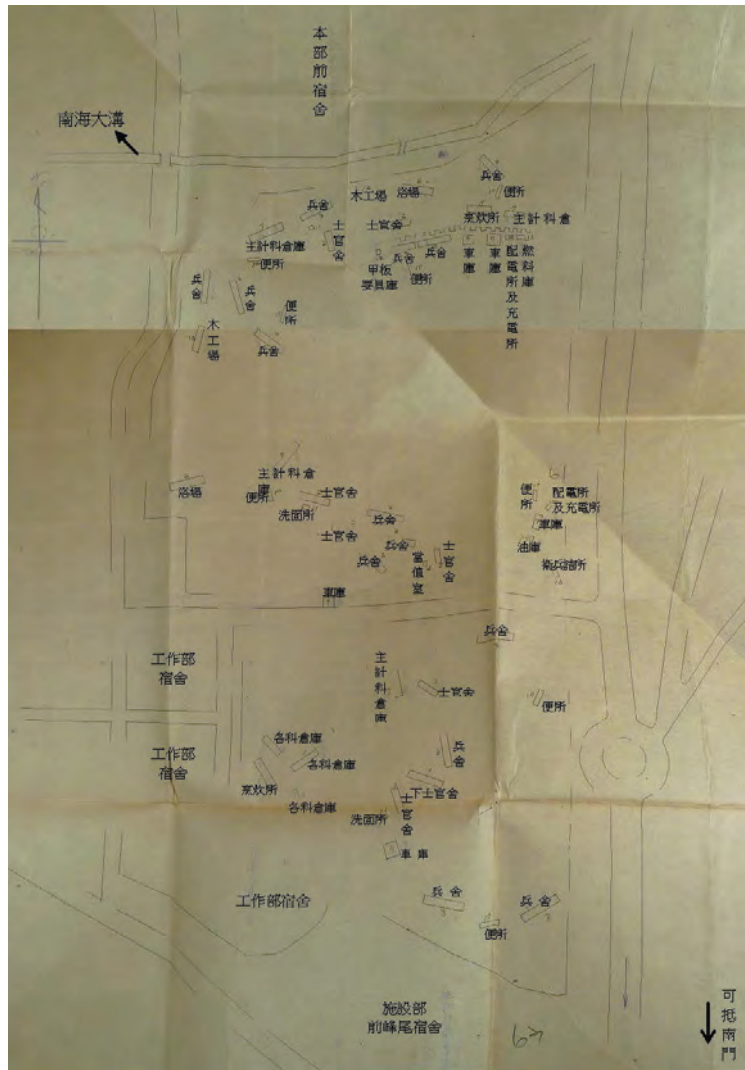 本部前宿舍
南海大溝
兵舍
便所
木工場
浴場
兵舍
烹炊所
主計科倉
士官舍
士官舍
主計科倉庫
便所
甲板要具庫
兵舍
兵舍
便所
車庫
車庫
配電所及充電所
燃料庫
兵舍
兵舍
便所
木工場
兵舍
主計科倉庫
浴場
便所
士官舍
洗面所
士官舍
兵舍
兵舍
兵舍
當值室
士官舍
便所
配電所
及充電所
車庫
油庫
衛兵詰所
車庫
兵舍
工作部
宿舍
主計科倉庫
士官舍
便所
各科倉庫
各科倉庫
兵舍
工作部
宿舍
烹炊所
各科倉庫
下士官舍
士官舍
洗面所
車庫
工作部宿舍
兵舍
兵舍
便所
施設部
前峰尾宿舍
可抵南門